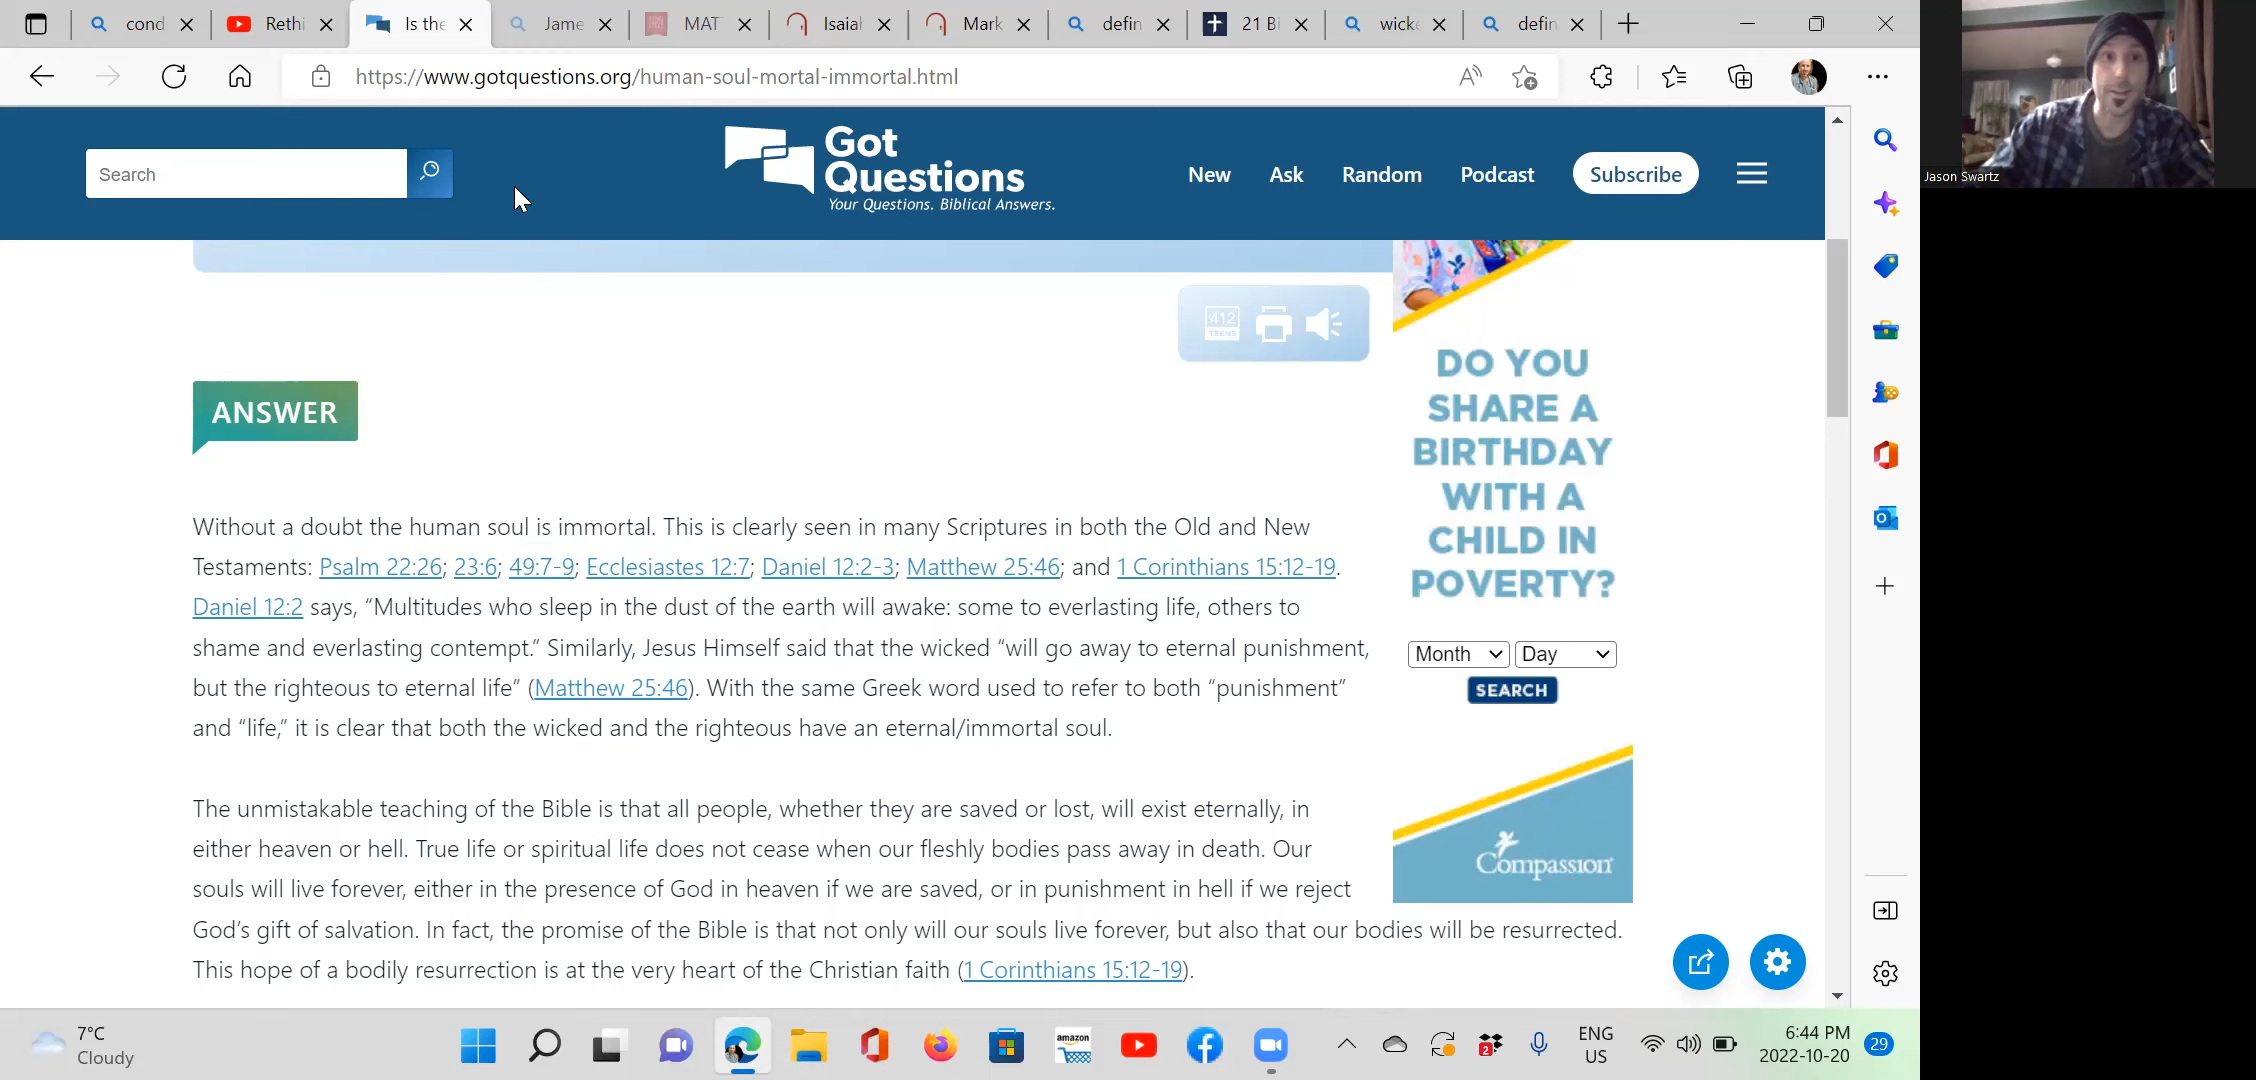 cond
Rethi
Is the
Jame
MAT
Isaiah
Mark
defin
21 Bi
wicke
defin
https://www.gotquestions.org/human-soul-mortal-immortal.html
Search
Got
Questions
Your Questions. Biblical Answers.
New
Ask
Random
Podcast
Subscribe
Jason Swartz
412
TEENS
ANSWER
DO YOU
SHARE A
BIRTHDAY
WITH A
CHILD IN
POVERTY?
Month
Day
SEARCH
Compassion
Without a doubt the human soul is immortal. This is clearly seen in many Scriptures in both the Old and New
Testaments: Psalm 22:26; 23:6; 49:7-9; Ecclesiastes 12:7; Daniel 12:2-3; Matthew 25:46; and 1 Corinthians 15:12-19.
Daniel 12:2 says, “Multitudes who sleep in the dust of the earth will awake: some to everlasting life, others to
shame and everlasting contempt.” Similarly, Jesus Himself said that the wicked “will go away to eternal punishment,
but the righteous to eternal life” (Matthew 25:46). With the same Greek word used to refer to both “punishment”
and “life,” it is clear that both the wicked and the righteous have an eternal/immortal soul.
The unmistakable teaching of the Bible is that all people, whether they are saved or lost, will exist eternally, in
either heaven or hell. True life or spiritual life does not cease when our fleshly bodies pass away in death. Our
souls will live forever, either in the presence of God in heaven if we are saved, or in punishment in hell if we reject
God’s gift of salvation. In fact, the promise of the Bible is that not only will our souls live forever, but also that our bodies will be resurrected.
This hope of a bodily resurrection is at the very heart of the Christian faith (1 Corinthians 15:12-19).
7°C
Cloudy
amazon
2
ENG
US
6:44 PM
2022-10-20
29